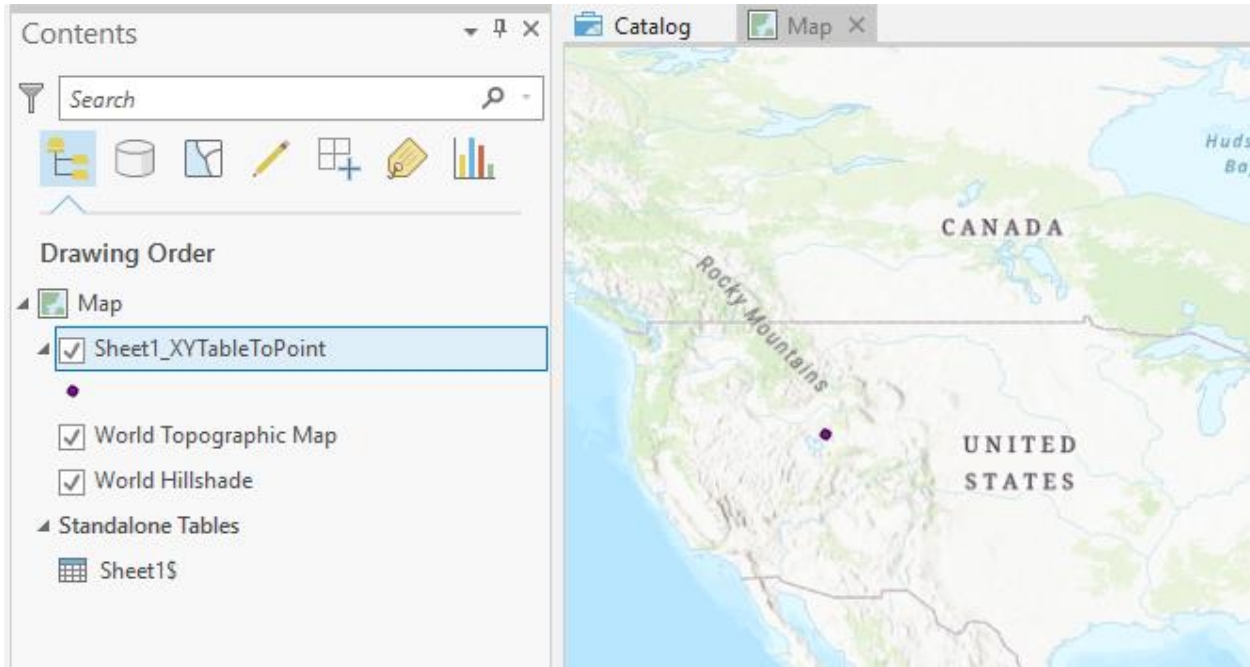 Contents
Search
Drawing Order
Map
Sheet1_XYTableToPoint
World Topographic Map
World Hillshade
Standalone Tables
Sheet1$
Catalog
Map
Huds
Ba
CANADA
Rocky Mountains
UNITED
STATES